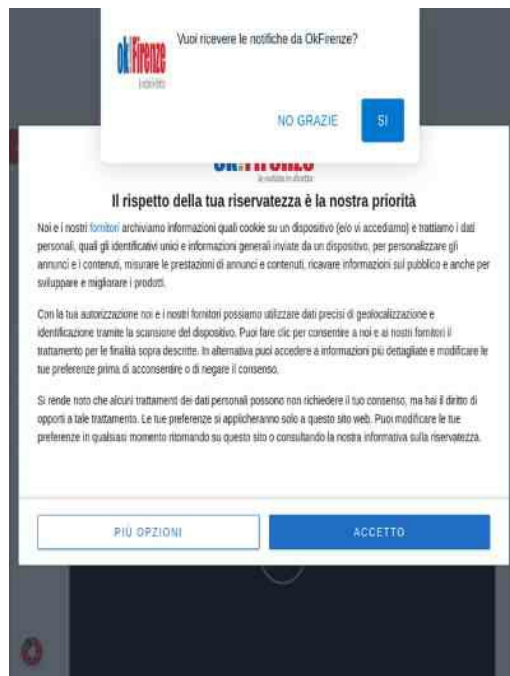 ok!Firenze
Vuoi ricevere le notifiche da OkFirenze?
NO GRAZIE
SI
Il rispetto della tua riservatezza è la nostra priorità
Noi e i nostri fornitori archiviamo informazioni quali cookie su un dispositivo (e/o vi accediamo) e trattiamo i dati
personali, quali gli identificativi unici e informazioni generali inviate da un dispositivo, per personalizzare gli
annunci e i contenuti, misurare le prestazioni di annunci e contenuti, ricavare informazioni sul pubblico e anche per
sviluppare e migliorare i prodotti.
Con la tua autorizzazione noi e i nostri fornitori possiamo utilizzare dati precisi di geolocalizzazione e
identificazione tramite la scansione del dispositivo. Puoi fare clic per consentire a noi e ai nostri fornitori il
trattamento per le finalità sopra descritte. In alternativa puoi accedere a informazioni più dettagliate e modificare le
tue preferenze prima di acconsentire o di negare il consenso.
Si rende noto che alcuni trattamenti dei dati personali possono non richiedere il tuo consenso, ma hai il diritto di
opporti a tale trattamento. Le tue preferenze si applicheranno solo a questo sito web. Puoi modificare le tue
preferenze in qualsiasi momento ritornando su questo sito o consultando la nostra informativa sulla riservatezza.
PIÙ OPZIONI
ACCETTO